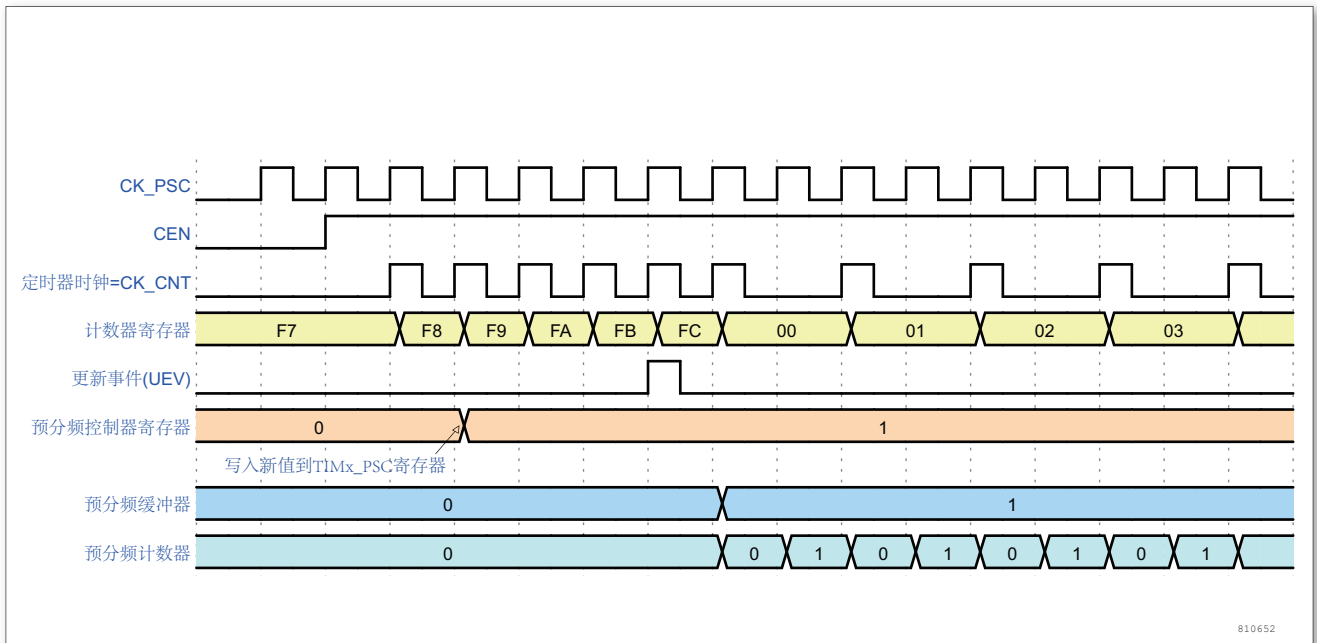 CK_PSC
CEN
定时器时钟=CK_CNT
计数器寄存器 F7 F8 F9 FA FB FC 00 01 02 03
更新事件(UEV)
预分频控制器寄存器 0 1
写入新值到TIMx_PSC寄存器
预分频缓冲器 0 1
预分频计数器 0 0 1 0 1 0 1 0 1
810652